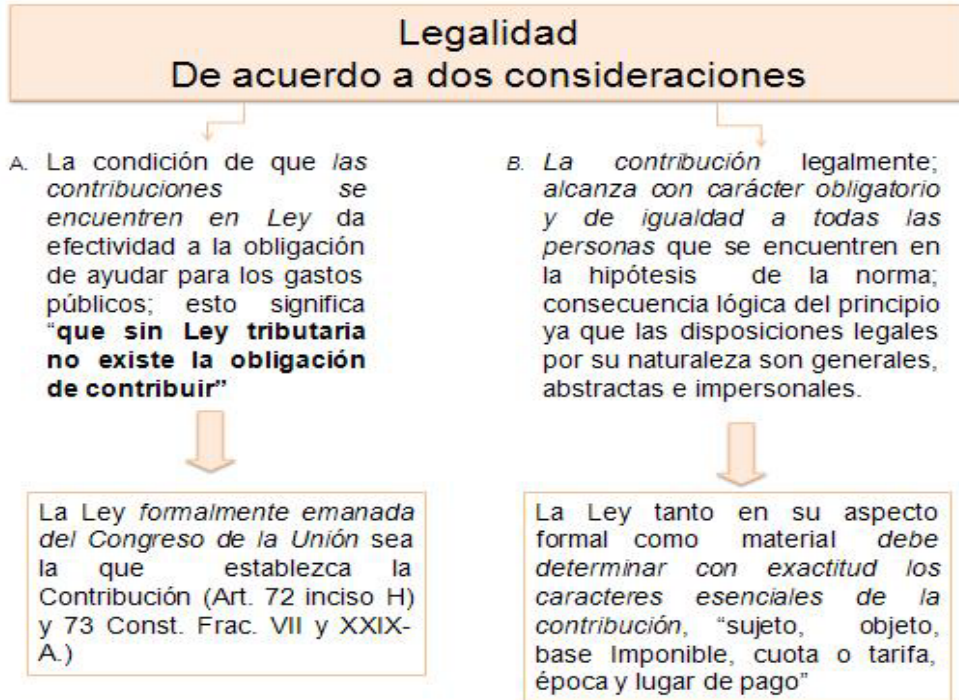 Legalidad
De acuerdo a dos consideraciones
A. La condición de que las
contribuciones se
encuentren en Ley da
efectividad a la obligación
de ayudar para los gastos
públicos; esto significa
“que sin Ley tributaria
no existe la obligación
de contribuir”
La Ley formalmente emanada
del Congreso de la Unión sea
la que establezca la
Contribución (Art. 72 inciso H)
y 73 Const. Frac. VII y XXIX-
A.)
B. La contribución legalmente;
alcanza con carácter obligatorio
y de igualdad a todas las
personas que se encuentren en
la hipótesis de la norma;
consecuencia lógica del principio
ya que las disposiciones legales
por su naturaleza son generales,
abstractas e impersonales.
La Ley tanto en su aspecto
formal como material debe
determinar con exactitud los
caracteres esenciales de la
contribución, “sujeto, objeto,
base Imponible, cuota o tarifa,
época y lugar de pago”